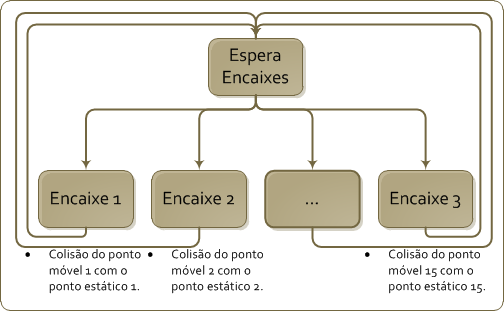 Espera
Encaixes
Encaixe 1
Encaixe 2
...
Encaixe 3
• Colisão do ponto
móvel 1 com o
ponto estático 1.
• Colisão do ponto
móvel 2 com o
ponto estático 2.
• Colisão do ponto
móvel 15 com o
ponto estático 15.